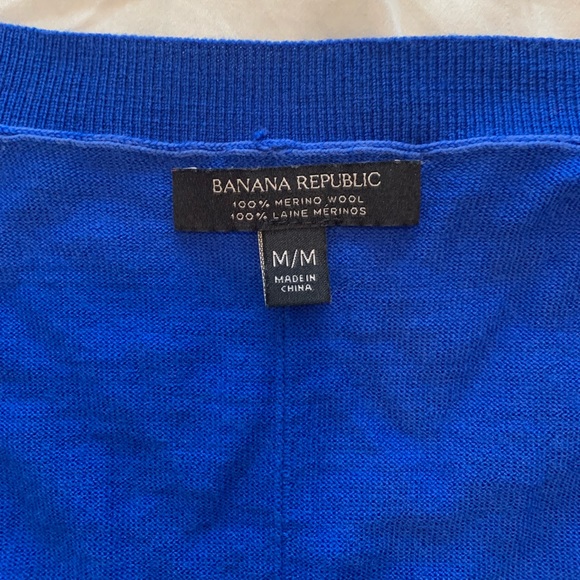 BANANA REPUBLIC
100% MERINO WOOL
100% LAINE MÉRINOS
M/M
MADE IN
CHINA